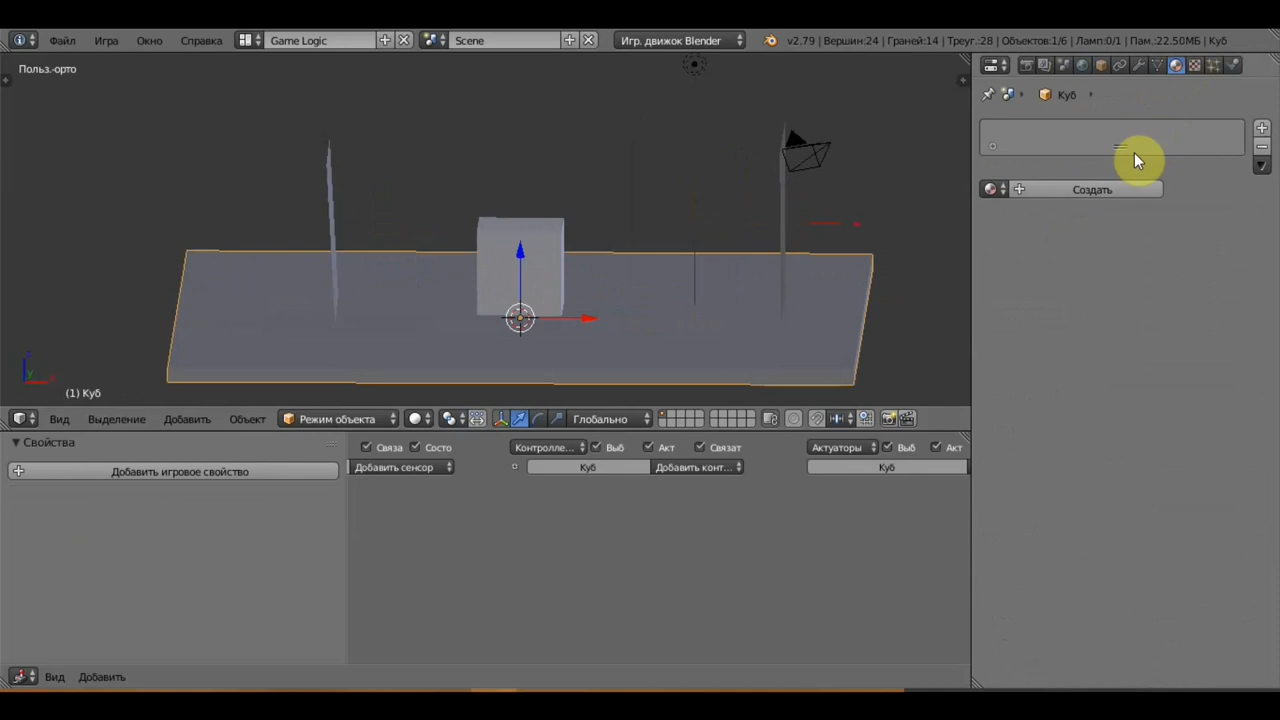 Файл Игра Окно Справка Game Logic Scene Игр. движок Blender v2.79 | Вершин:24 | Граней:14 | Треуг.:28 | Объектов:1/6 | Ламп:0/1 | Пам.:22.50МБ | Куб
Польз.-орто
Куб
Создать
(1) Куб
Вид Выделение Добавить Объект Режим объекта Глобально
Свойства
Связа Состо Контролле... Выб Акт Связат Актуаторы Выб Акт
Добавить игровое свойство
Добавить сенсор Куб Добавить конт... Куб
Вид Добавить